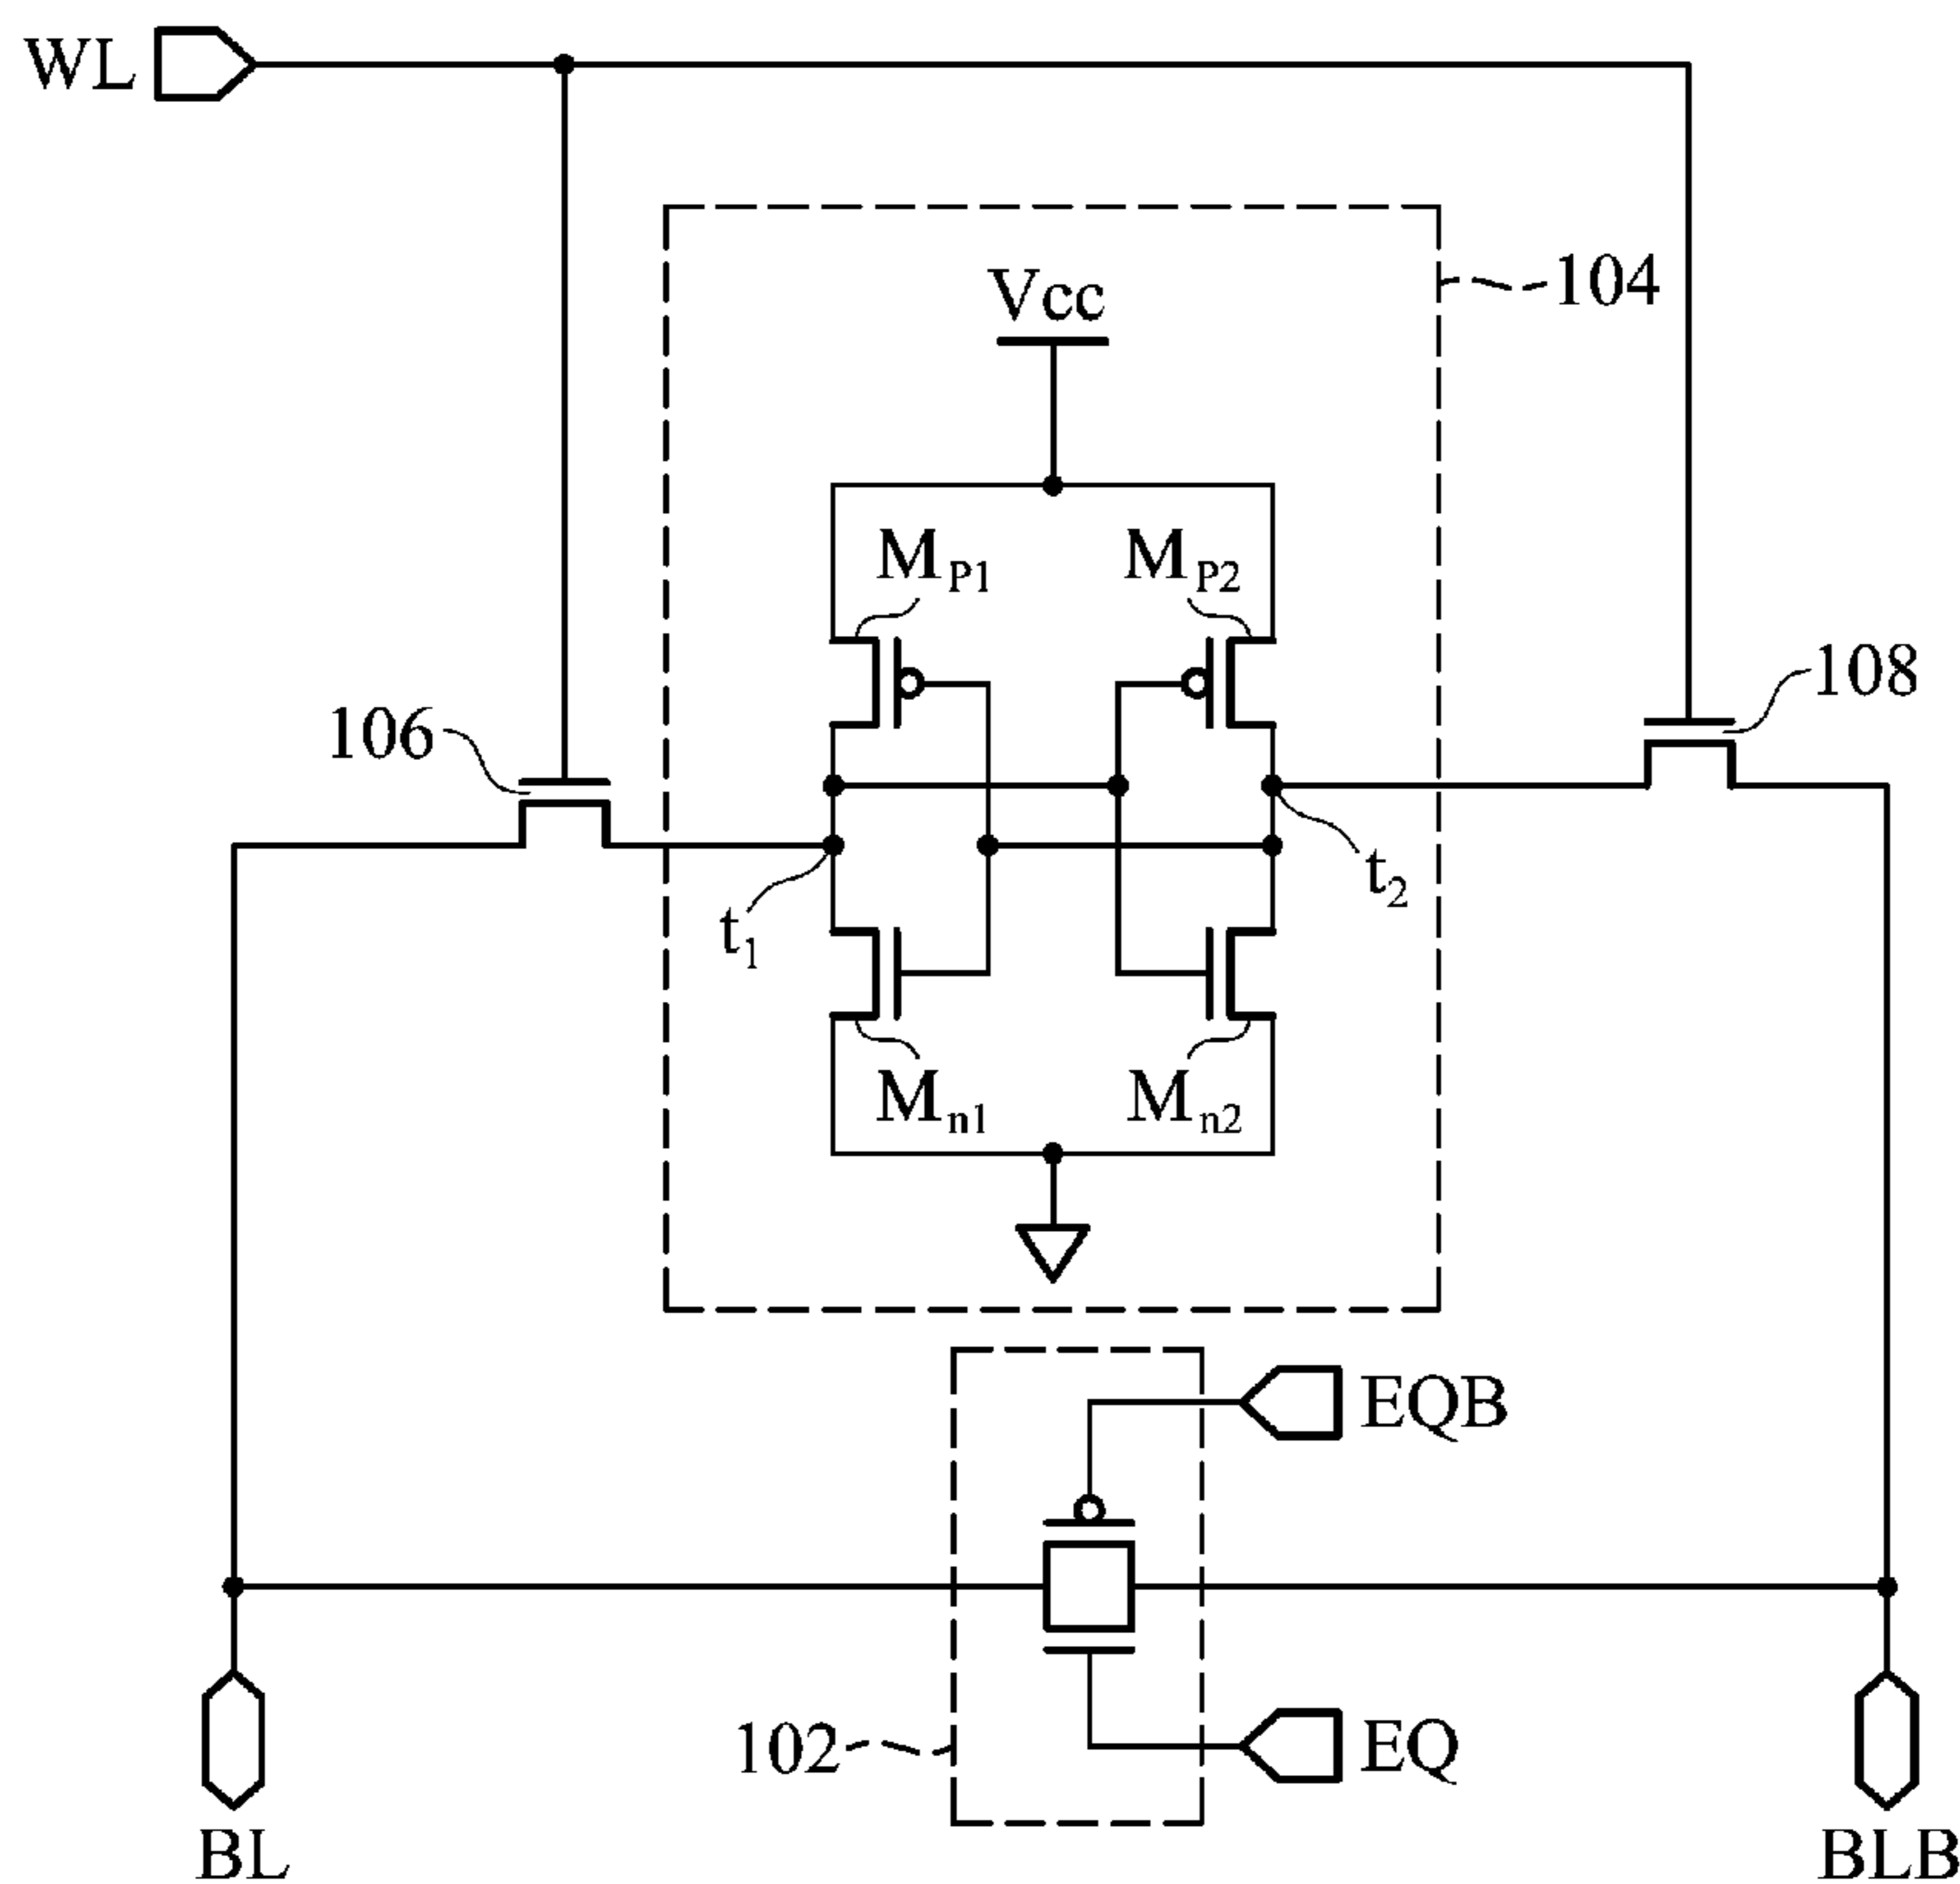 WL
104
Vcc
MP1
MP2
108
106
t2
t1
Mn1
Mn2
EQB
102
EQ
BL
BLB